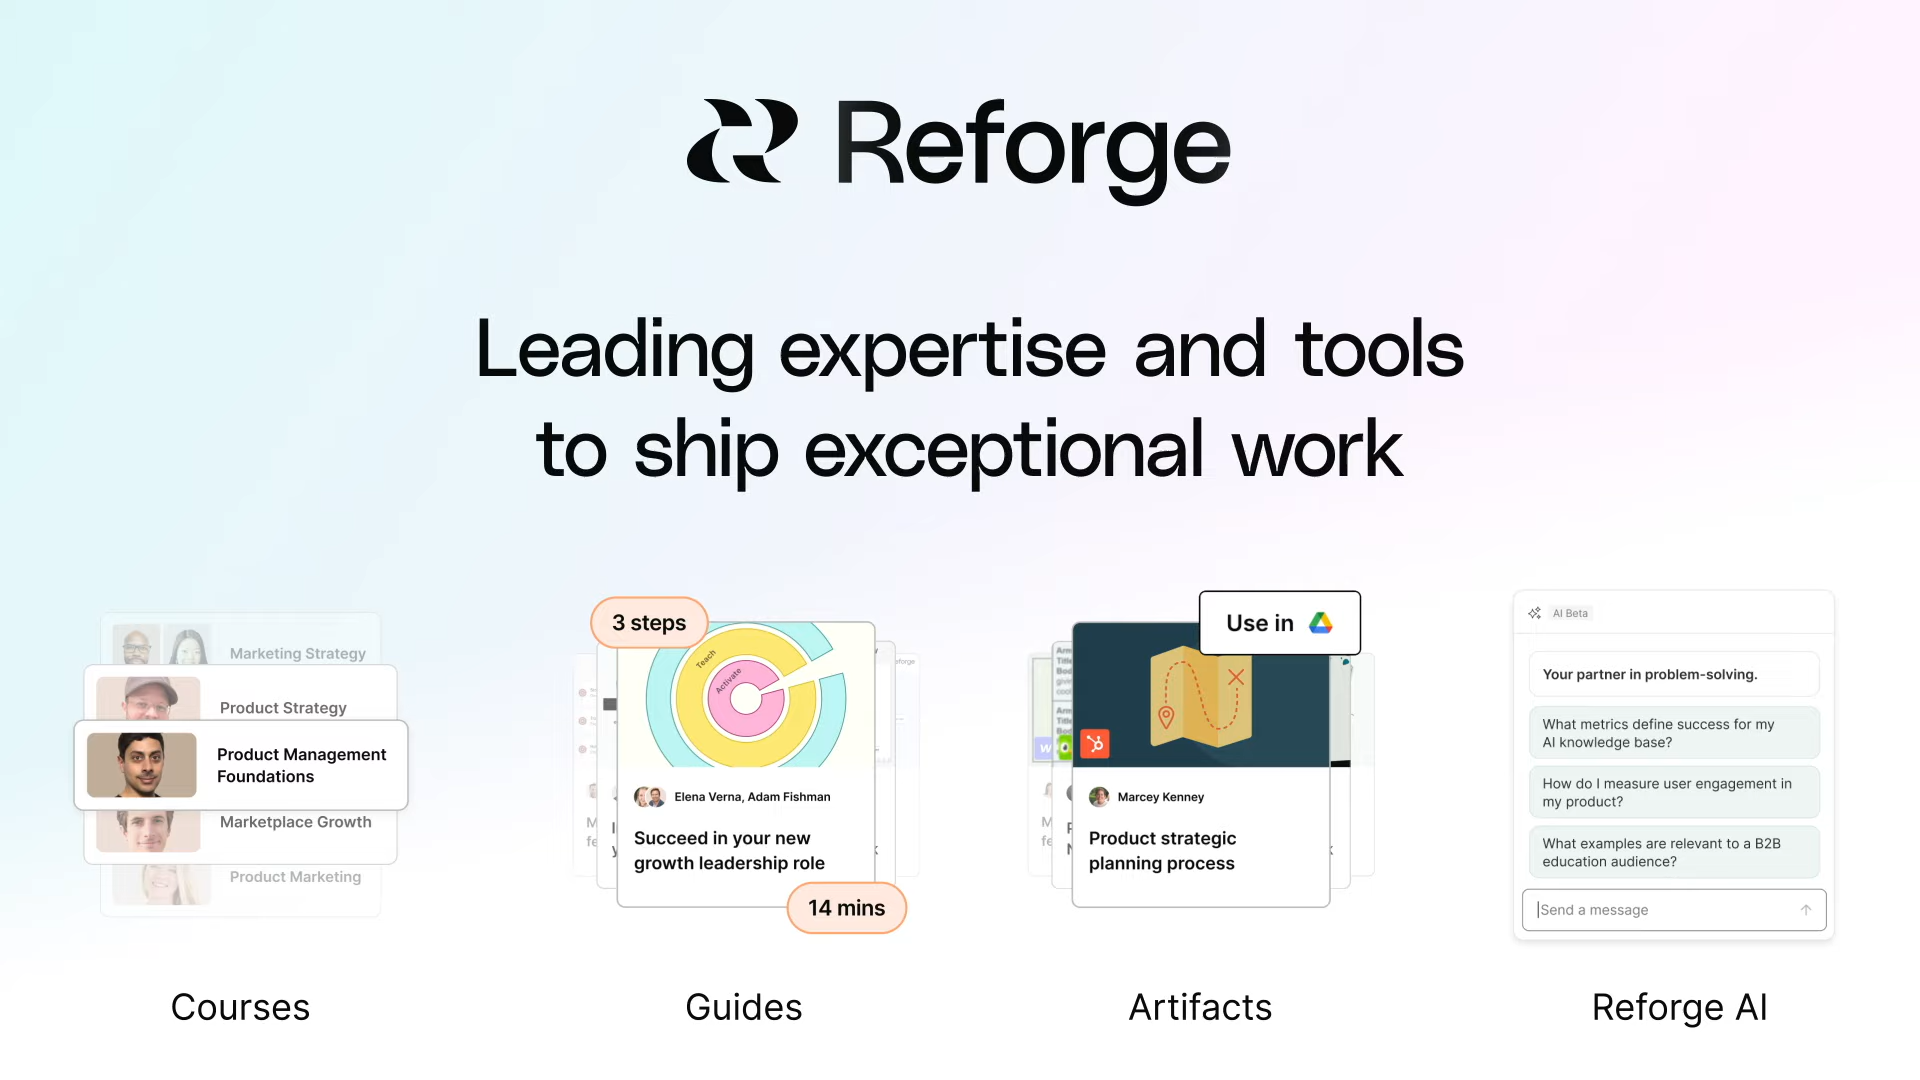 Reforge
Leading expertise and tools
to ship exceptional work
Marketing Strategy
Product Strategy
Product Management
Foundations
Marketplace Growth
Product Marketing
Courses
3 steps
Teach
Activate
Elena Verna, Adam Fishman
Succeed in your new
growth leadership role
14 mins
Guides
Use in
Marcey Kenney
Product strategic
planning process
Artifacts
AI Beta
Your partner in problem-solving.
What metrics define success for my
AI knowledge base?
How do I measure user engagement in
my product?
What examples are relevant to a B2B
education audience?
Send a message
Reforge AI